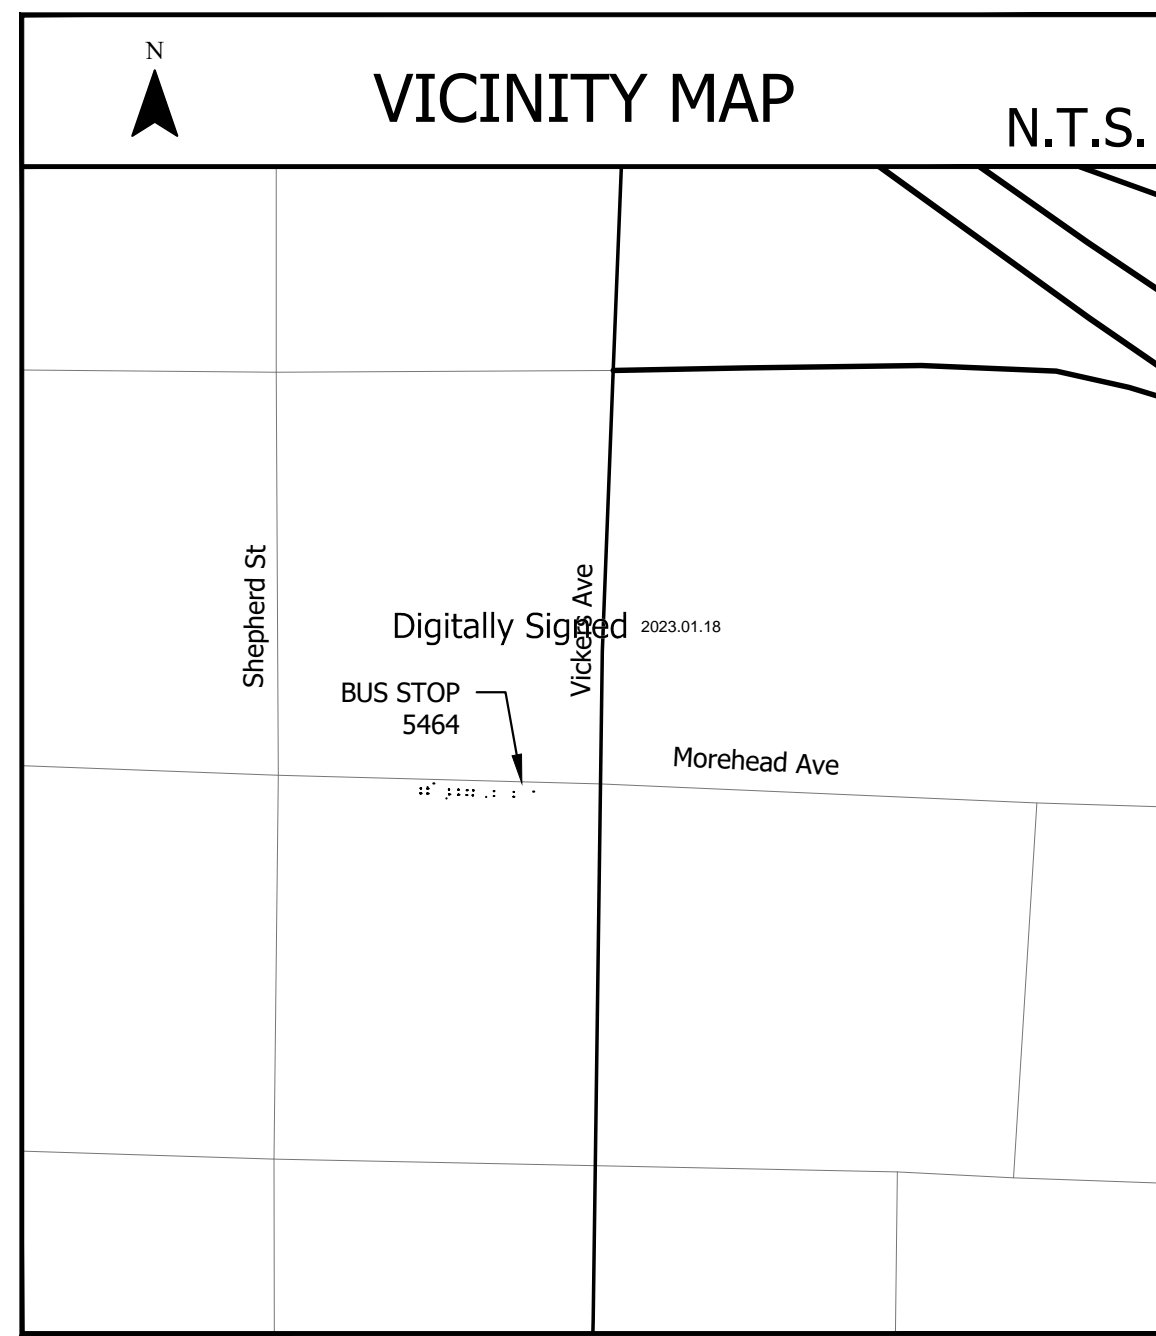 N
VICINITY MAP
N.T.S.
Shepherd St
Vickers Ave
Digitally Signed 2023.01.18
BUS STOP
5464
Morehead Ave